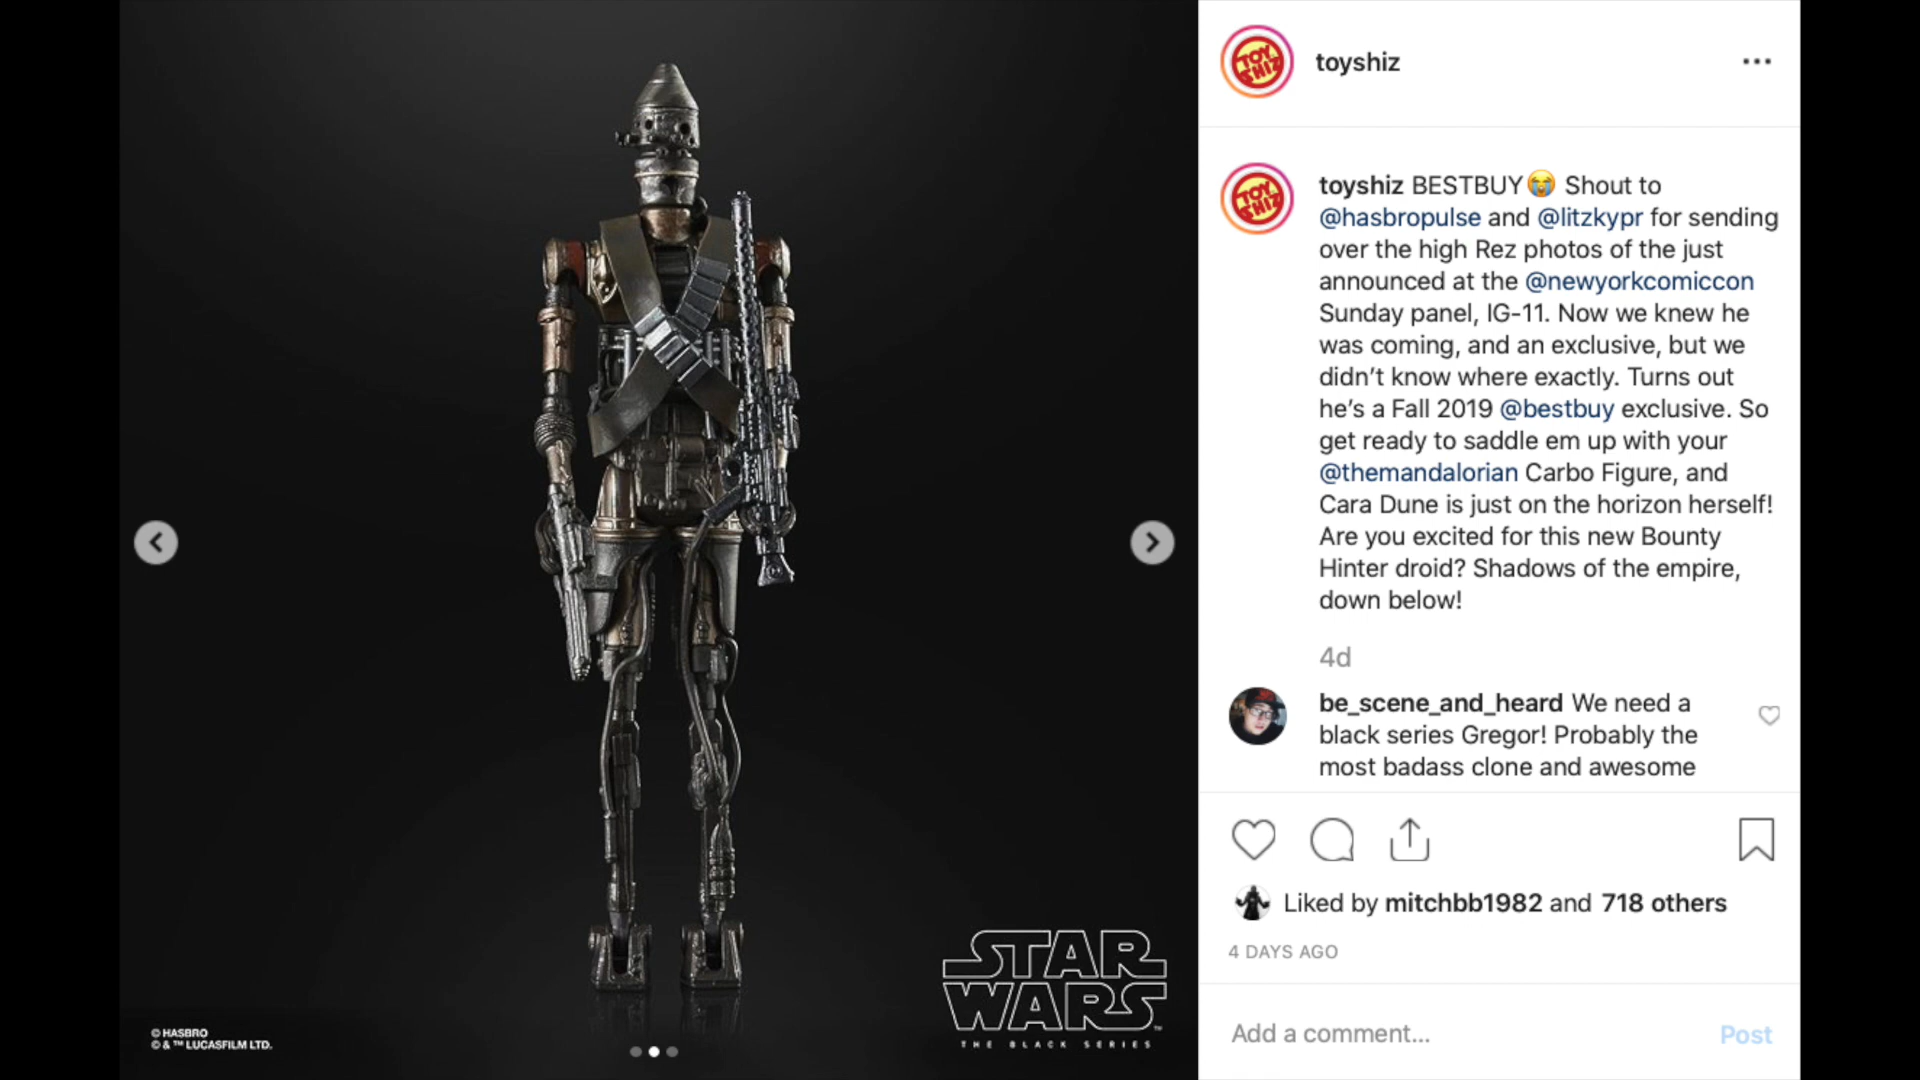 TOY
SHIZ
toyshiz
TOY
SHIZ
toyshiz BESTBUY😭 Shout to
@hasbropulse and @litzkypr for sending
over the high Rez photos of the just
announced at the @newyorkcomiccon
Sunday panel, IG-11. Now we knew he
was coming, and an exclusive, but we
didn't know where exactly. Turns out
he's a Fall 2019 @bestbuy exclusive. So
get ready to saddle em up with your
@themandalorian Carbo Figure, and
Cara Dune is just on the horizon herself!
Are you excited for this new Bounty
Hinter droid? Shadows of the empire,
down below!
4d
be_scene_and_heard We need a
black series Gregor! Probably the
most badass clone and awesome
Liked by mitchbb1982 and 718 others
4 DAYS AGO
Add a comment... Post
STAR
WARS™
THE BLACK SERIES
© HASBRO
© & ™ LUCASFILM LTD.